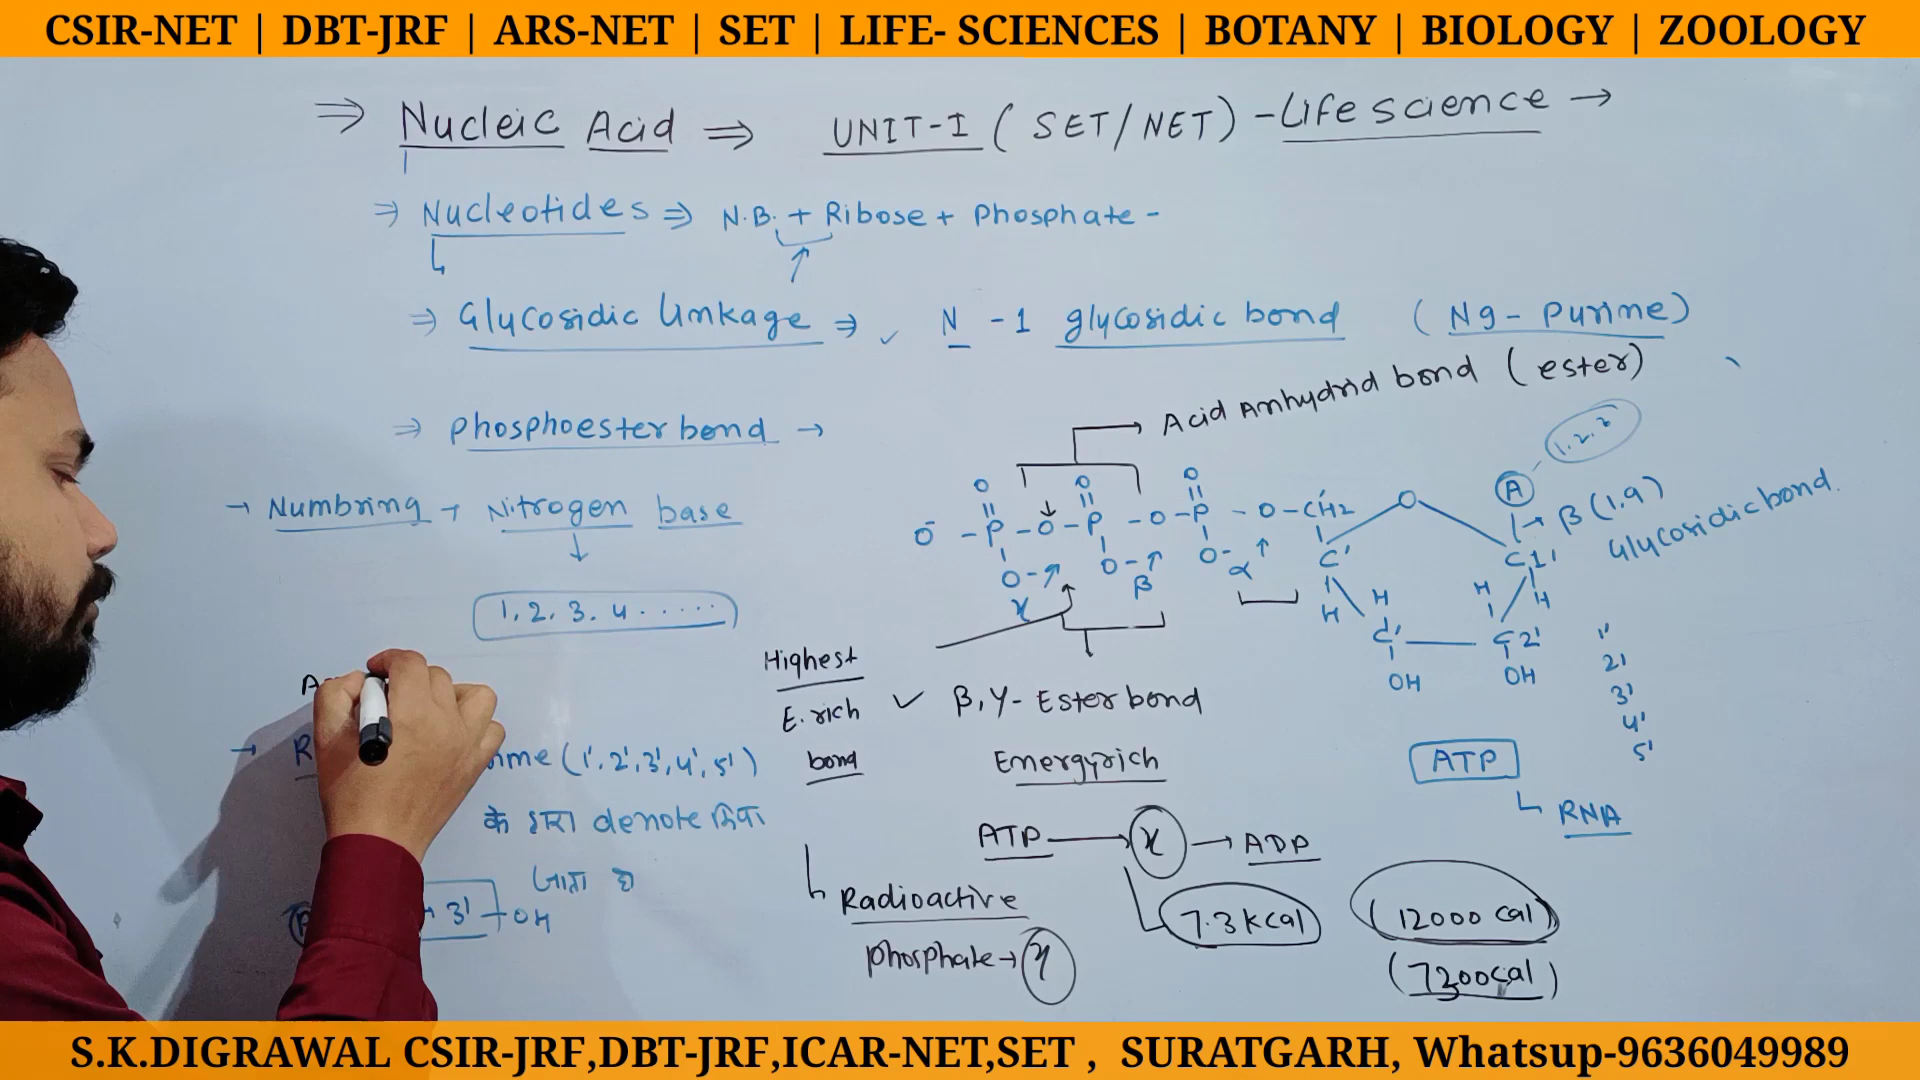 CSIR-NET | DBT-JRF | ARS-NET | SET | LIFE- SCIENCES | BOTANY | BIOLOGY | ZOOLOGY
⇒ Nucleic Acid ⇒ UNIT-I ( SET/NET) - Life science →
⇒ Nucleotides ⇒ N.B. + Ribose + Phosphate -
⇒ Glycosidic linkage ⇒ ✓ N - 1 glycosidic bond ( N9 - Purine)
Acid Anhydrid bond ( ester)
⇒ Phosphoester bond →
1, 2, 3
→ Numbring → Nitrogen base
A → β (1,9)
Glycosidic bond.
O O O
O⁻ - P - O - P - O - P - O - CH2 O C1'
O- O- O- C' H H
γ β α H H
C' C2'
OH OH
1, 2, 3, 4 ......
1'
2'
3'
4'
5'
Highest
E. rich ✓ β, γ - Ester bond
bond Energyrich
→ (1', 2', 3', 4', 5')
के द्वारा denote किया
जाता है
3' - OH
ATP
RNA
ATP → γ → ADP
7.3 kcal
(12000 cal)
(7300 cal)
Radioactive
phosphate → γ
S.K.DIGRAWAL CSIR-JRF,DBT-JRF,ICAR-NET,SET , SURATGARH, Whatsup-9636049989